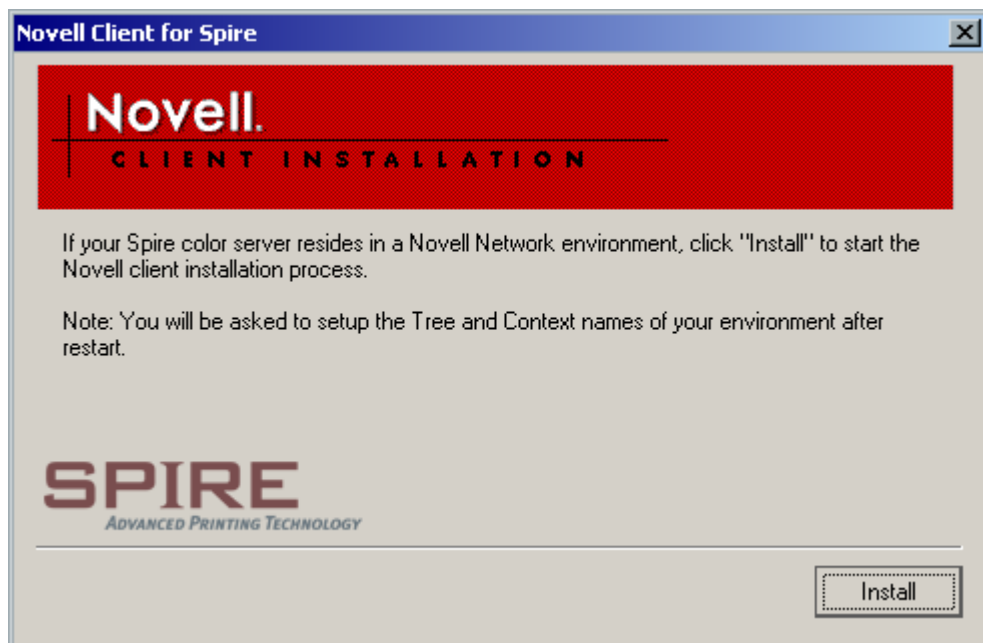 Novell Client for Spire
Novell.
CLIENT INSTALLATION
If your Spire color server resides in a Novell Network environment, click "Install" to start the
Novell client installation process.
Note: You will be asked to setup the Tree and Context names of your environment after
restart.
SPIRE
ADVANCED PRINTING TECHNOLOGY
Install